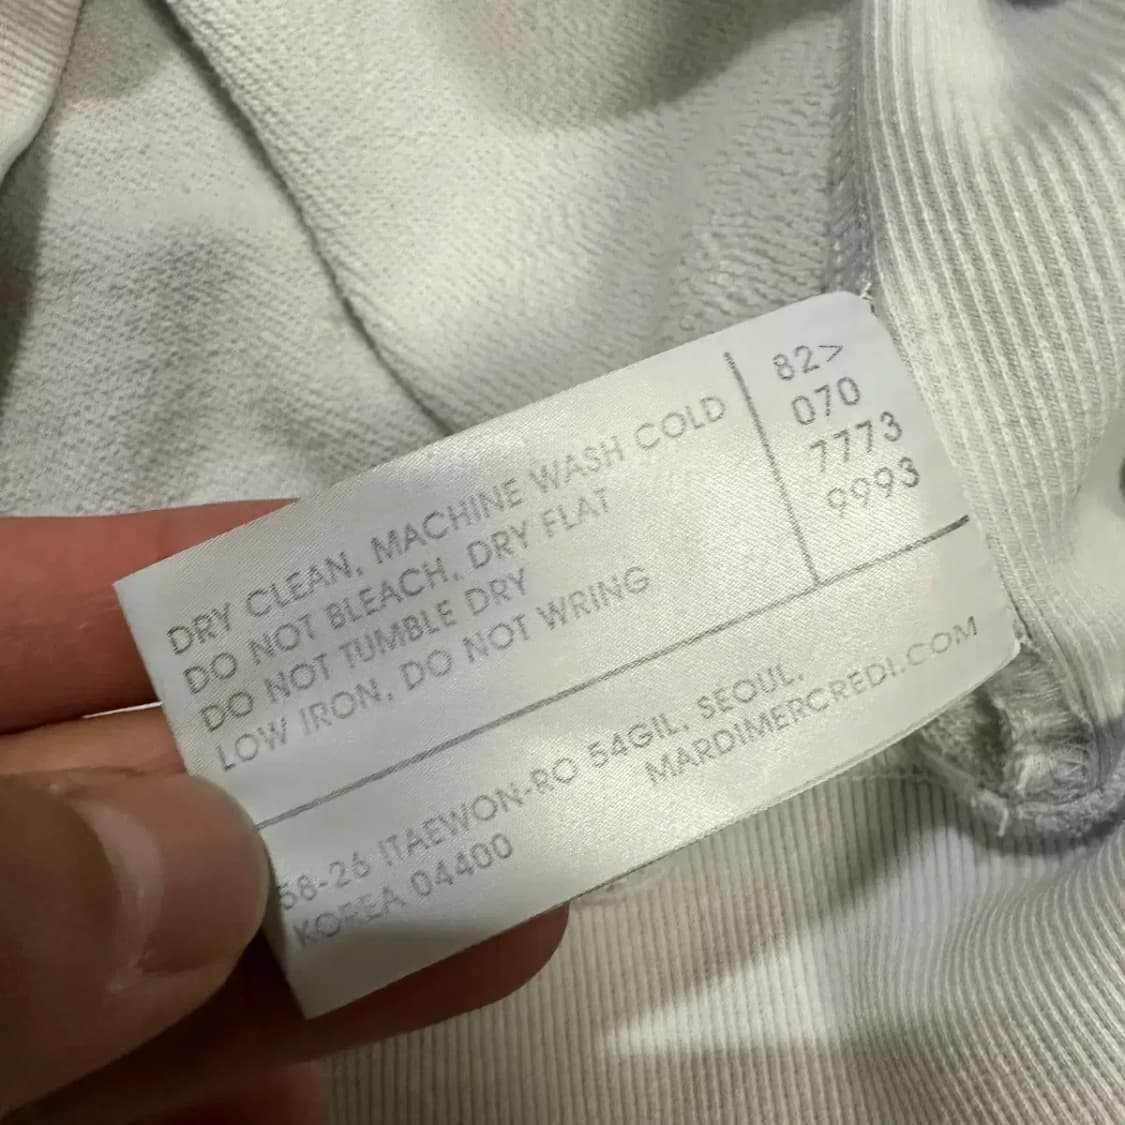 DRY CLEAN, MACHINE WASH COLD
DO NOT BLEACH, DRY FLAT
DO NOT TUMBLE DRY
LOW IRON, DO NOT WRING
82>
070
7773
9993
58-26 ITAEWON-RO 54GIL, SEOUL,
KOREA 04400
MARDIMERCREDI.COM